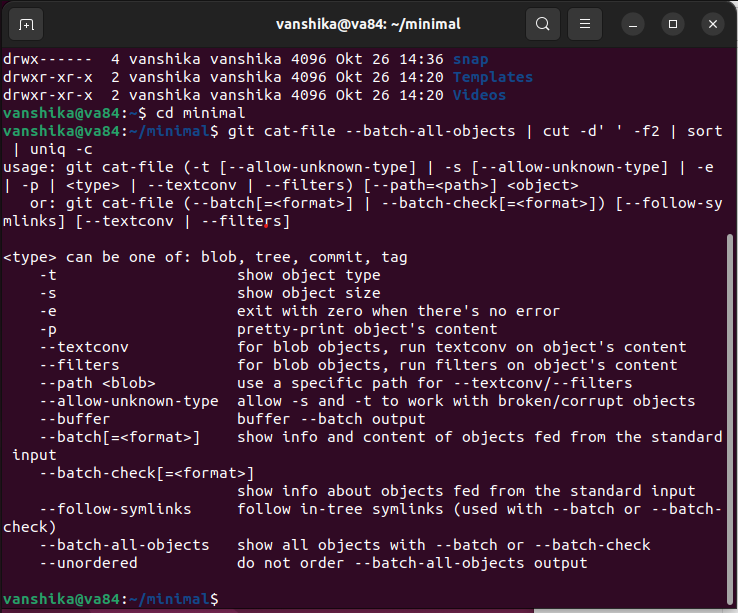 vanshika@va84: ~/minimal
drwx------  4 vanshika vanshika 4096 Okt 26 14:36 snap
drwxr-xr-x  2 vanshika vanshika 4096 Okt 26 14:20 Templates
drwxr-xr-x  2 vanshika vanshika 4096 Okt 26 14:20 Videos
vanshika@va84:~$ cd minimal
vanshika@va84:~/minimal$ git cat-file --batch-all-objects | cut -d' ' -f2 | sort
 | uniq -c
usage: git cat-file (-t [--allow-unknown-type] | -s [--allow-unknown-type] | -e
| -p | <type> | --textconv | --filters) [--path=<path>] <object>
   or: git cat-file (--batch[=<format>] | --batch-check[=<format>]) [--follow-sy
mlinks] [--textconv | --filters]
<type> can be one of: blob, tree, commit, tag
    -t                    show object type
    -s                    show object size
    -e                    exit with zero when there's no error
    -p                    pretty-print object's content
    --textconv            for blob objects, run textconv on object's content
    --filters             for blob objects, run filters on object's content
    --path <blob>         use a specific path for --textconv/--filters
    --allow-unknown-type  allow -s and -t to work with broken/corrupt objects
    --buffer              buffer --batch output
    --batch[=<format>]    show info and content of objects fed from the standard
 input
    --batch-check[=<format>]
                          show info about objects fed from the standard input
    --follow-symlinks     follow in-tree symlinks (used with --batch or --batch-
check)
    --batch-all-objects   show all objects with --batch or --batch-check
    --unordered           do not order --batch-all-objects output
vanshika@va84:~/minimal$